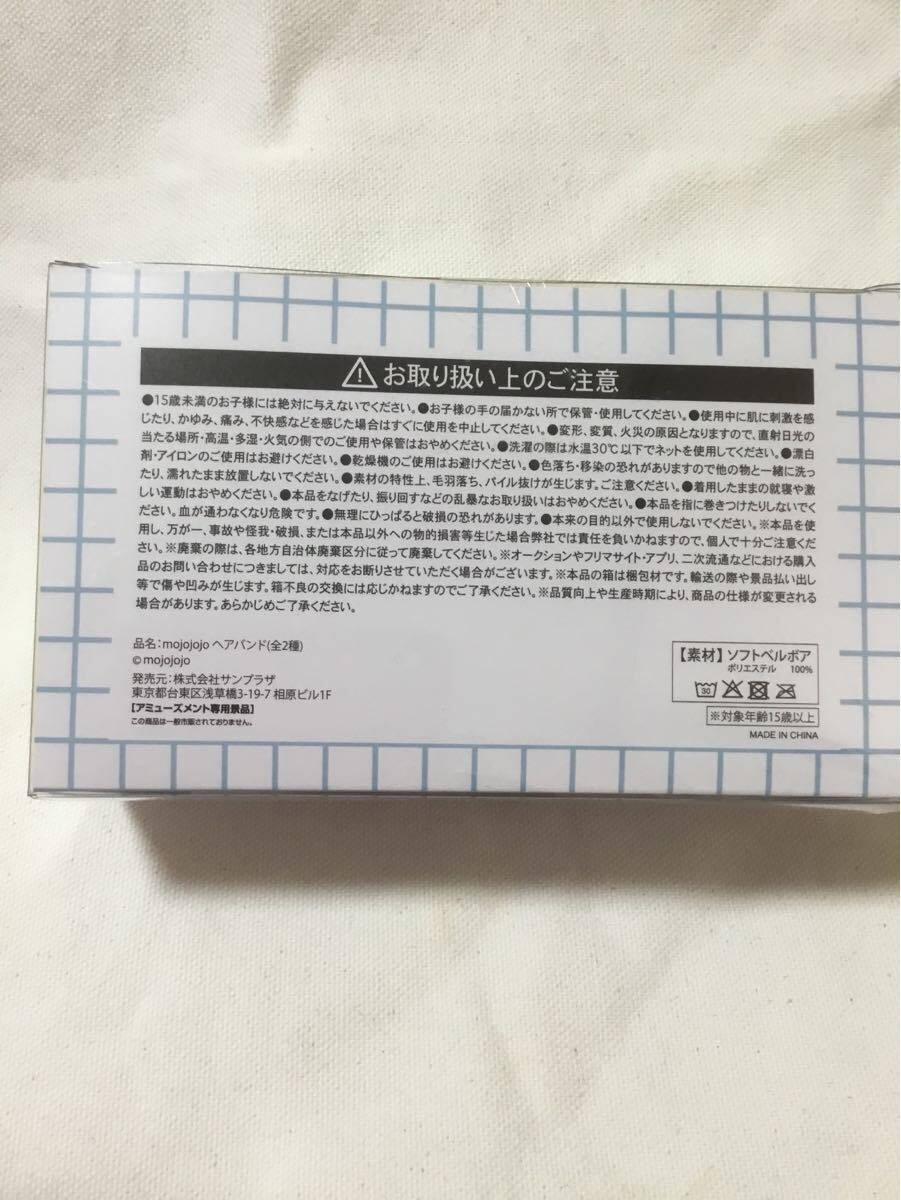 ⚠お取り扱い上のご注意
●15歳未満のお子様には絶対に与えないでください。●お子様の手の届かない所で保管・使用してください。●使用中に肌に刺激を感
じたり、かゆみ、痛み、不快感などを感じた場合はすぐに使用を中止してください。●変形、変質、火災の原因となりますので、直射日光の
当たる場所・高温・多湿・火気の側でのご使用や保管はおやめください。●洗濯の際は水温30℃以下でネットを使用してください。●漂白
剤・アイロンのご使用はお避けください。●乾燥機のご使用はお避けください。●色落ち・移染の恐れがありますので他の物と一緒に洗っ
たり、濡れたまま放置しないでください。●素材の特性上、毛羽落ち、パイル抜けが生じます。ご注意ください。●着用したままの就寝や激
しい運動はおやめください。●本品をなげたり、振り回すなどの乱暴なお取り扱いはおやめください。●本品を指に巻きつけたりしないでく
ださい。血が通わなくなり危険です。●無理にひっぱると破損の恐れがあります。●本来の目的以外で使用しないでください。※本品を使
用し、万が一、事故や怪我・破損、または本品以外への物的損害等生じた場合弊社では責任を負いかねますので、個人で十分ご注意くだ
さい。※廃棄の際は、各地方自治体廃棄区分に従って廃棄してください。※オークションやフリマサイト・アプリ、二次流通などにおける購入
品のお問い合わせにつきましては、対応をお断りさせていただく場合がございます。※本品の箱は梱包材です。輸送の際や景品払い出し
等で傷や凹みが生じます。箱不良の交換には応じかねますのでご了承ください。※品質向上や生産時期により、商品の仕様が変更される
場合があります。あらかじめご了承ください。
品名:mojojojo ヘアバンド(全2種)
©mojojojo
発売元:株式会社サンプラザ
東京都台東区浅草橋3-19-7 相原ビル1F
【アミューズメント専用景品】
この商品は一般市販されておりません。
【素材】ソフトベルボア
ポリエステル 100%
30
※対象年齢15歳以上
MADE IN CHINA